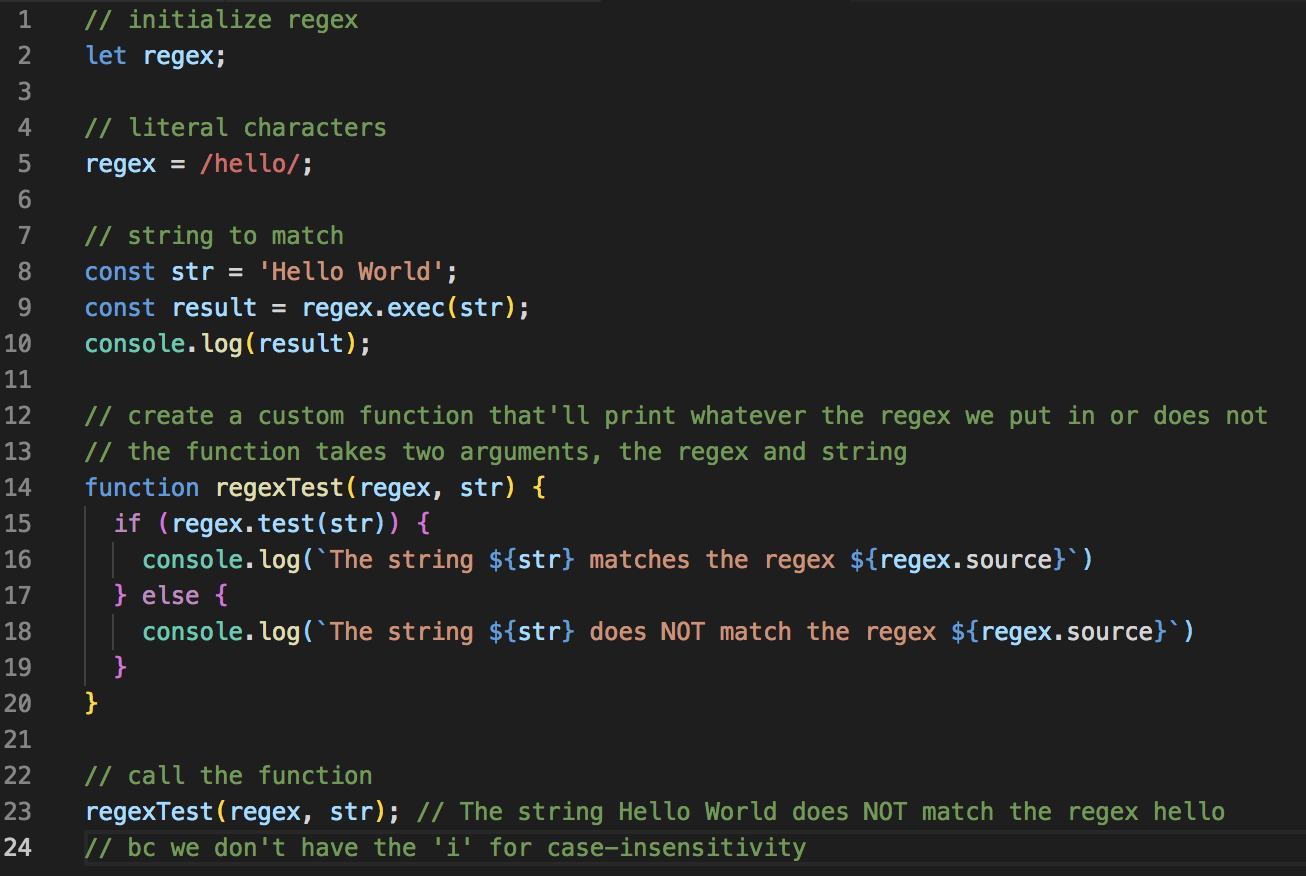 1 // initialize regex
2 let regex;
3
4 // literal characters
5 regex = /hello/;
6
7 // string to match
8 const str = 'Hello World';
9 const result = regex.exec(str);
10 console.log(result);
11
12 // create a custom function that'll print whatever the regex we put in or does not
13 // the function takes two arguments, the regex and string
14 function regexTest(regex, str) {
15 if (regex.test(str)) {
16 console.log(`The string ${str} matches the regex ${regex.source}`)
17 } else {
18 console.log(`The string ${str} does NOT match the regex ${regex.source}`)
19 }
20 }
21
22 // call the function
23 regexTest(regex, str); // The string Hello World does NOT match the regex hello
24 // bc we don't have the 'i' for case-insensitivity